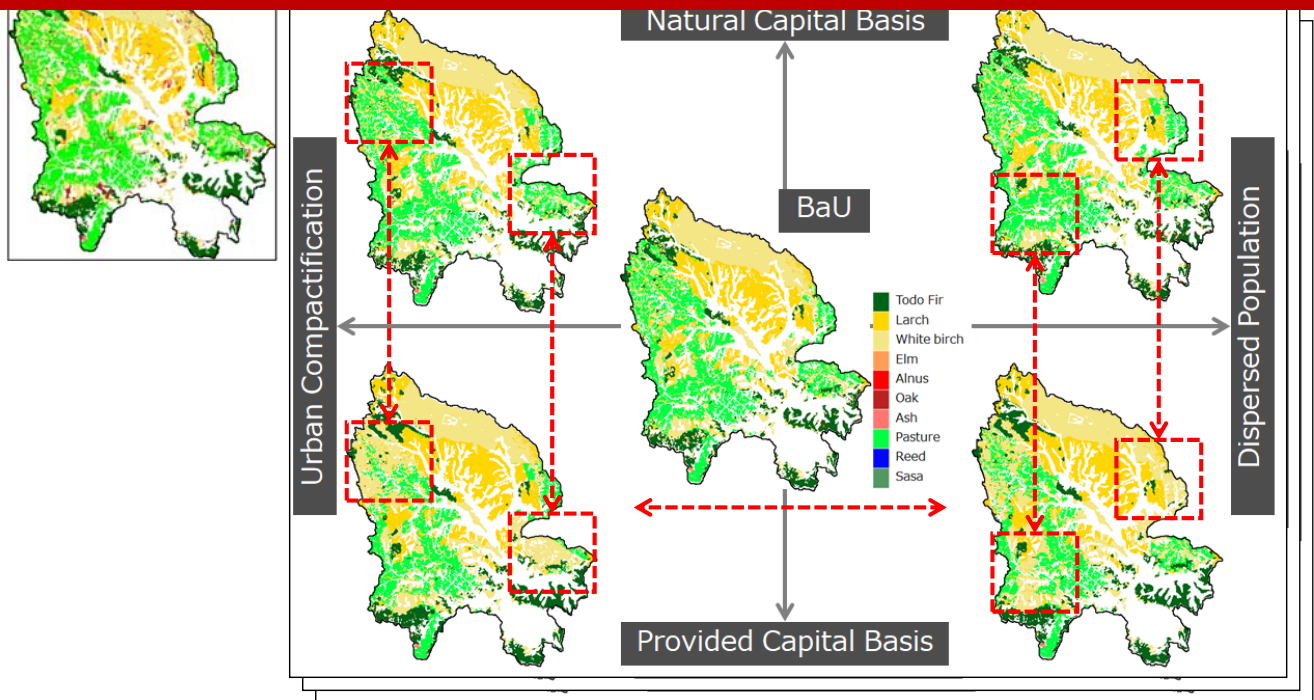 Natural Capital Basis
Urban Compactification
BaU
Todo Fir
Larch
White birch
Elm
Alnus
Oak
Ash
Pasture
Reed
Sasa
Dispersed Population
Provided Capital Basis